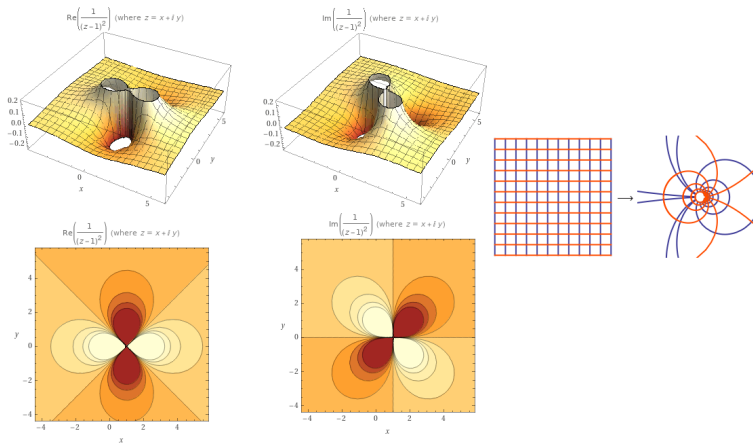 Re(1/(z-1)^2) (where z = x + I y)
Im(1/(z-1)^2) (where z = x + I y)
0.2
0.1
0.0
-0.1
-0.2
0
5
x
5
0
y
0.2
0.1
0.0
-0.1
-0.2
0
5
x
5
0
y
→
Re(1/(z-1)^2) (where z = x + I y)
Im(1/(z-1)^2) (where z = x + I y)
4
2
y 0
−2
−4
−4 −2 0 2 4
x
4
2
y 0
−2
−4
−4 −2 0 2 4
x